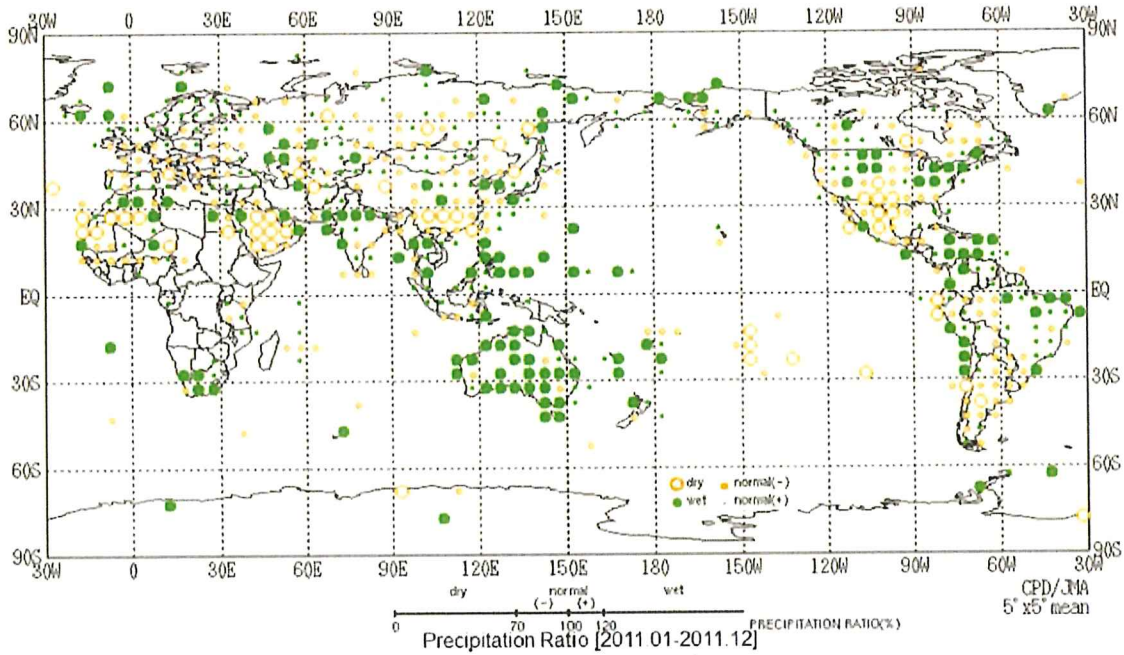 30W 0 30E 60E 90E 120E 150E 180 150W 120W 90W 60W 30W
90N 90N
60N 60N
30N 30N
EQ EQ
30S 30S
60S 60S
dry normal(-)
wet normal(+)
90S 90S
30W 0 30E 60E 90E 120E 150E 180 150W 120W 90W 60W 30W
dry normal wet
(-) (+)
CPD/JMA
5°x5°mean
0 70 100 120 PRECIPITATION RATIO(%)
Precipitation Ratio [2011 01-2011.12]